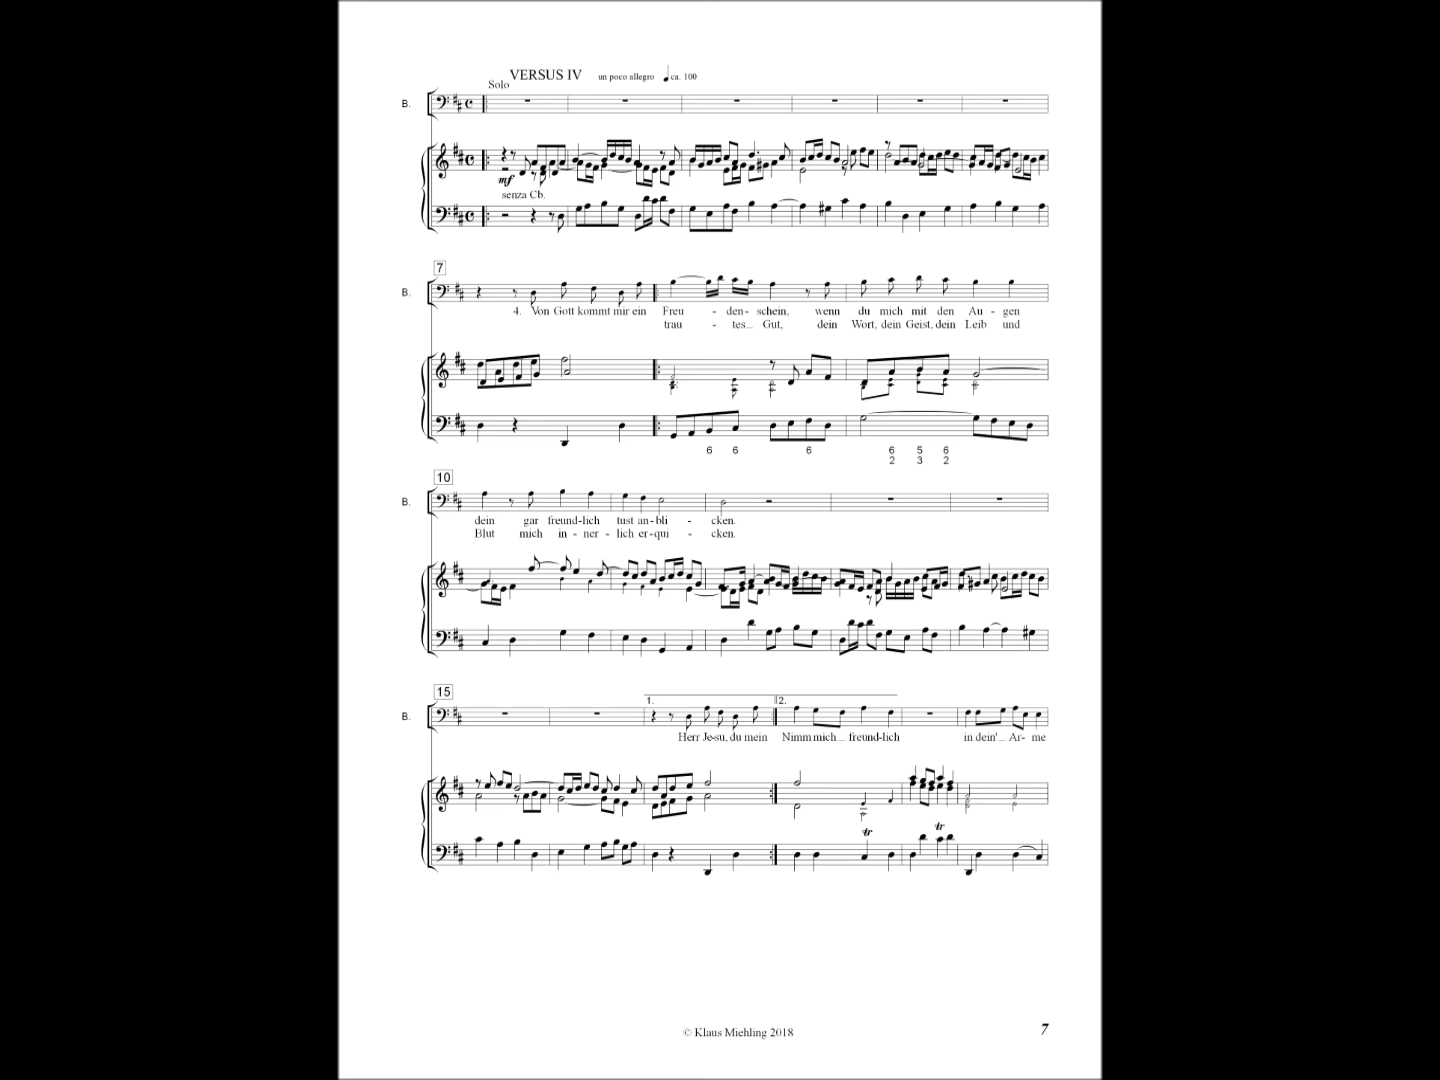 VERSUS IV un poco allegro ca. 100
Solo
B.
mf
senza Cb.
7
B.
4. Von Gott kommt mir ein Freu - den - schein, wenn du mich mit den Au - gen
trau - tes Gut, dein Wort, dein Geist, dein Leib und
6 6 6 6 5 6
2 3 2
10
B.
dein gar freund-lich tust an-bli - cken.
Blut mich in - ner - lich er-qui - cken.
15
1. 2.
B.
Herr Je-su, du mein Nimm mich freund-lich in dein' Ar- me
tr tr
© Klaus Miehling 2018
7